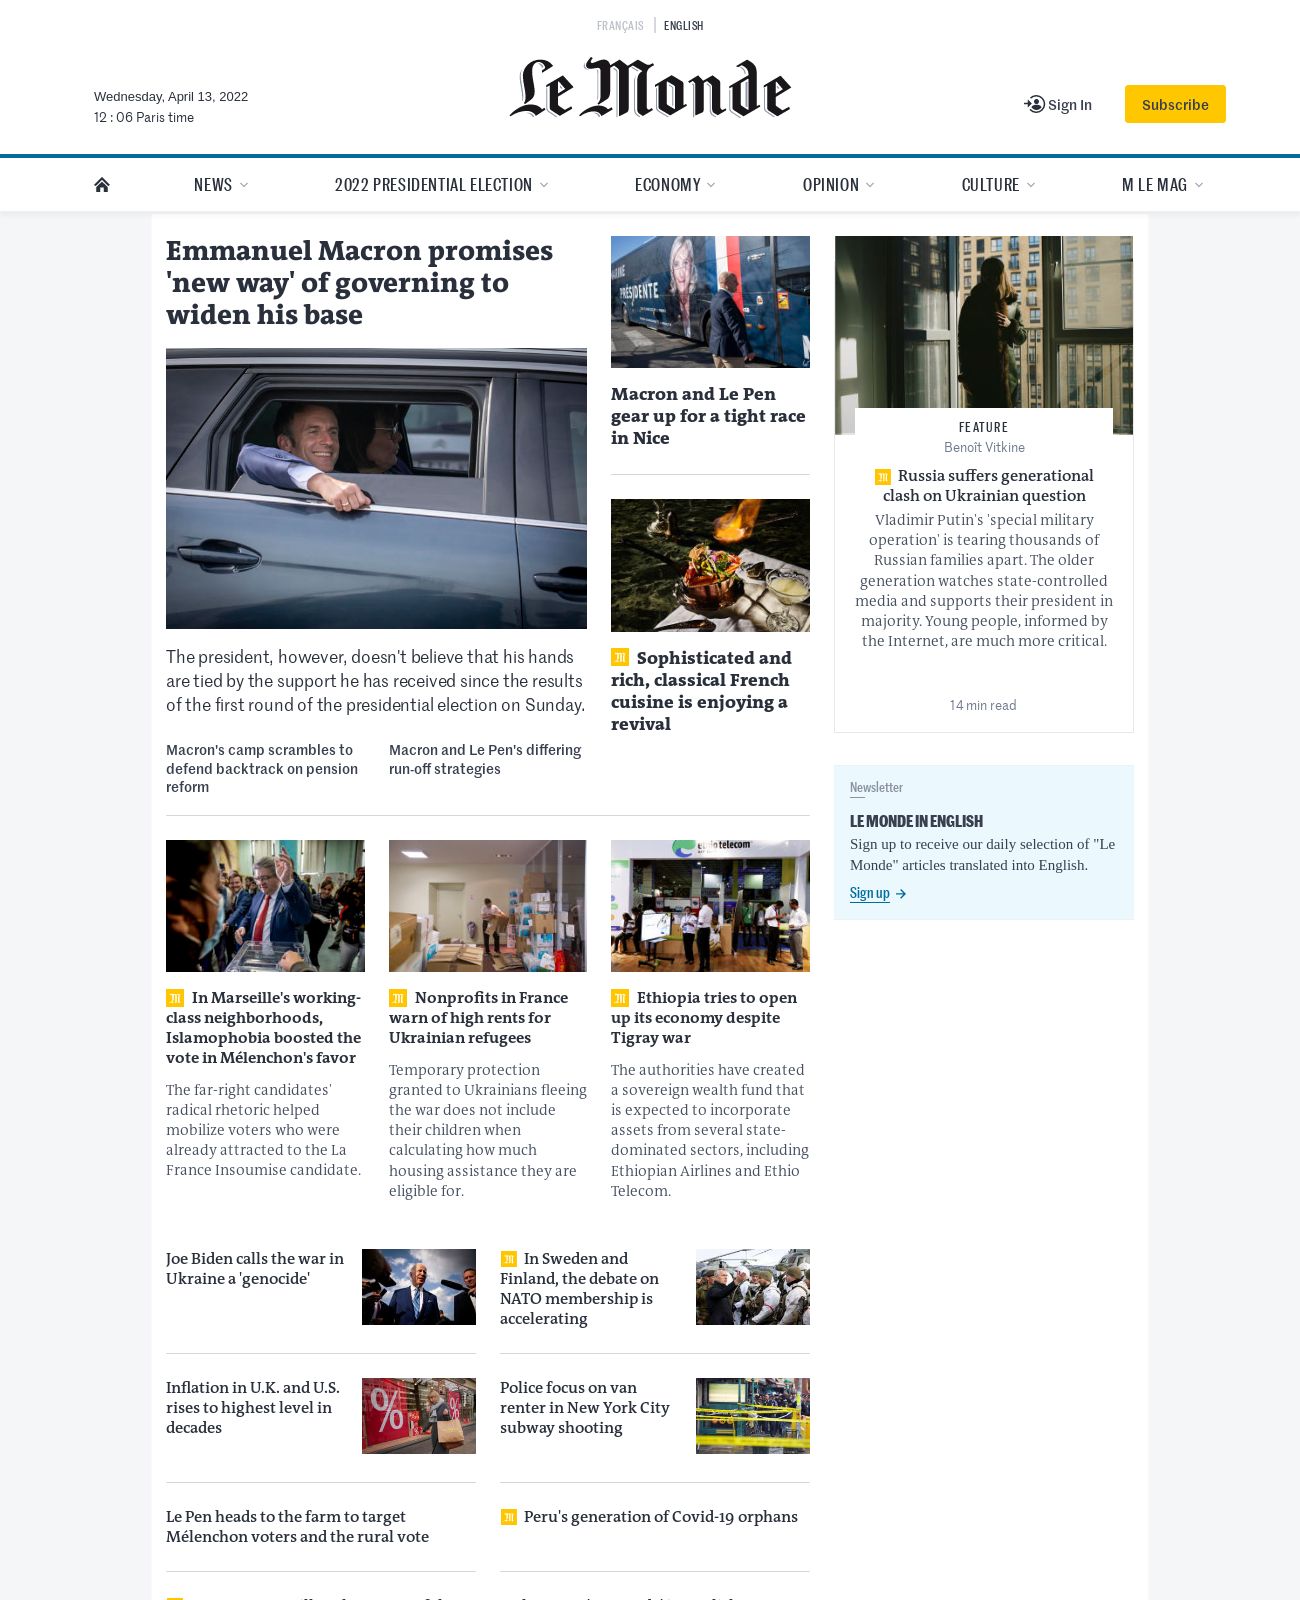 FRANÇAIS
ENGLISH
Le Monde
Wednesday, April 13, 2022
12 : 06 Paris time
Sign In
Subscribe
NEWS
2022 PRESIDENTIAL ELECTION
ECONOMY
OPINION
CULTURE
M LE MAG
Emmanuel Macron promises
'new way' of governing to
widen his base
The president, however, doesn't believe that his hands
are tied by the support he has received since the results
of the first round of the presidential election on Sunday.
Macron's camp scrambles to
defend backtrack on pension
reform
Macron and Le Pen's differing
run-off strategies
PRÉSIDENTE
Macron and Le Pen
gear up for a tight race
in Nice
Sophisticated and
rich, classical French
cuisine is enjoying a
revival
FEATURE
Benoît Vitkine
Russia suffers generational
clash on Ukrainian question
Vladimir Putin's 'special military
operation' is tearing thousands of
Russian families apart. The older
generation watches state-controlled
media and supports their president in
majority. Young people, informed by
the Internet, are much more critical.
14 min read
Newsletter
LE MONDE IN ENGLISH
Sign up to receive our daily selection of "Le
Monde" articles translated into English.
Sign up
In Marseille's working-
class neighborhoods,
Islamophobia boosted the
vote in Mélenchon's favor
The far-right candidates'
radical rhetoric helped
mobilize voters who were
already attracted to the La
France Insoumise candidate.
Nonprofits in France
warn of high rents for
Ukrainian refugees
Temporary protection
granted to Ukrainians fleeing
the war does not include
their children when
calculating how much
housing assistance they are
eligible for.
ethio telecom
Ethiopia tries to open
up its economy despite
Tigray war
The authorities have created
a sovereign wealth fund that
is expected to incorporate
assets from several state-
dominated sectors, including
Ethiopian Airlines and Ethio
Telecom.
Joe Biden calls the war in
Ukraine a 'genocide'
In Sweden and
Finland, the debate on
NATO membership is
accelerating
Inflation in U.K. and U.S.
rises to highest level in
decades
%
%
Police focus on van
renter in New York City
subway shooting
Le Pen heads to the farm to target
Mélenchon voters and the rural vote
Peru's generation of Covid-19 orphans